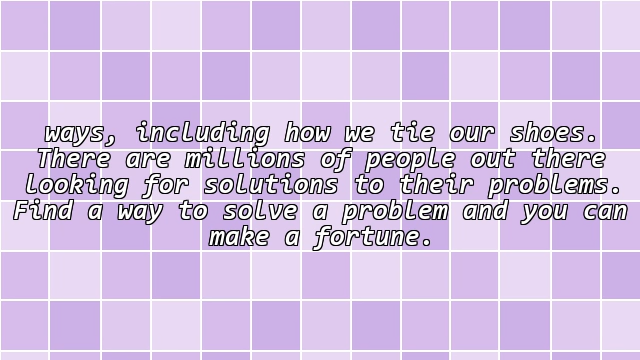 ways, including how we tie our shoes.
There are millions of people out there
looking for solutions to their problems.
Find a way to solve a problem and you can
make a fortune.